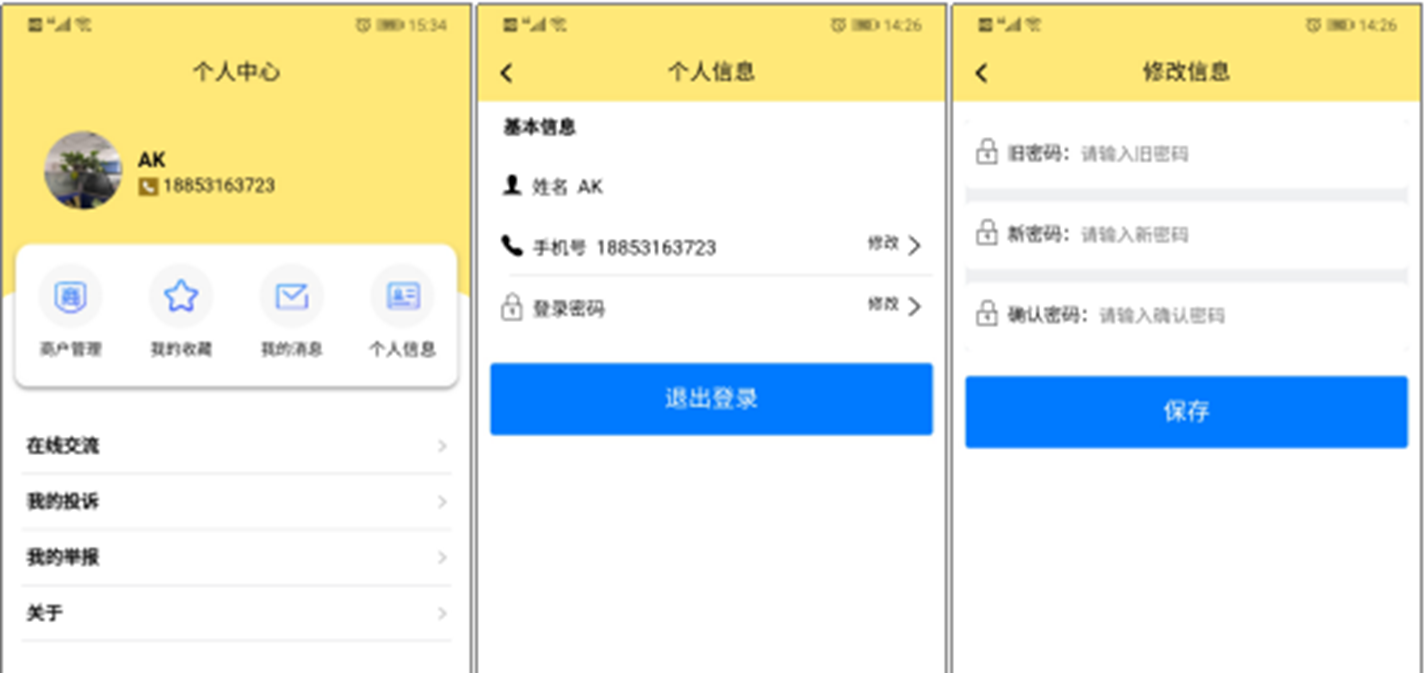 15:34
个人中心
AK
18853163723
商户管理 我的收藏 我的消息 个人信息
在线交流
我的投诉
我的举报
关于
14:26
个人信息
基本信息
姓名 AK
手机号 18853163723 修改
登录密码 修改
退出登录
14:26
修改信息
旧密码: 请输入旧密码
新密码: 请输入新密码
确认密码: 请输入确认密码
保存